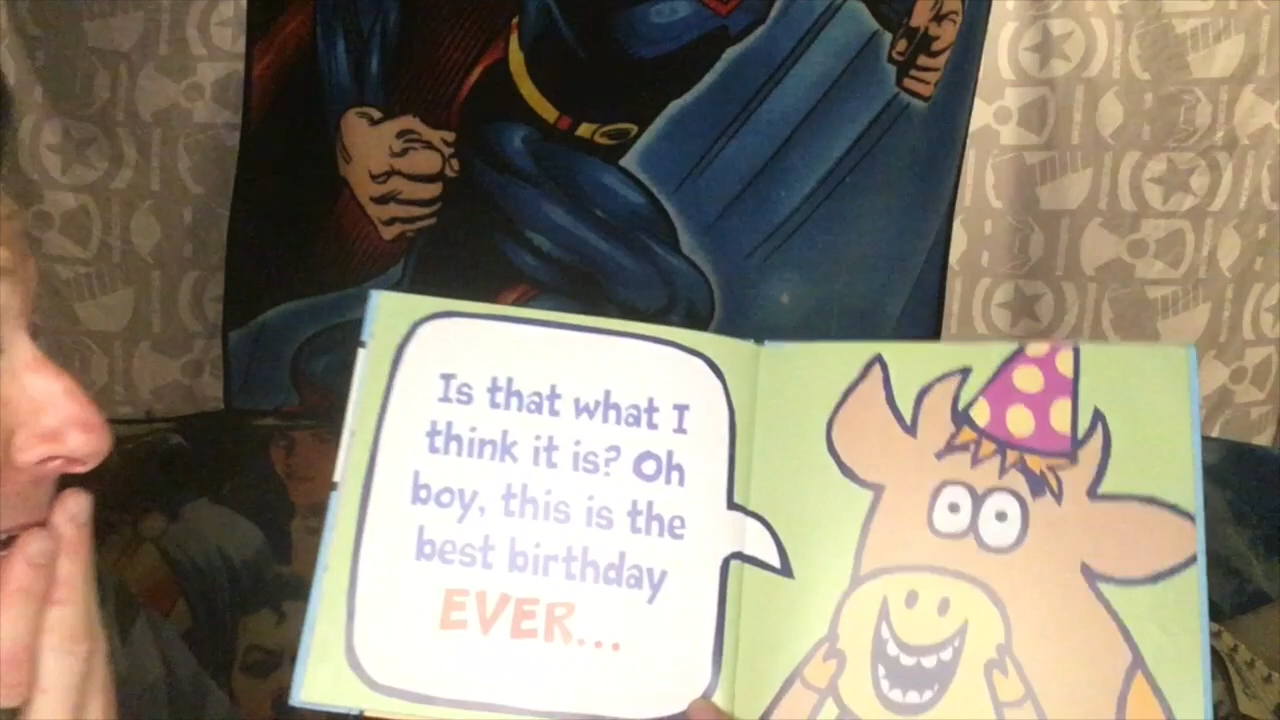 Is that what I
think it is? Oh
boy, this is the
best birthday
EVER...